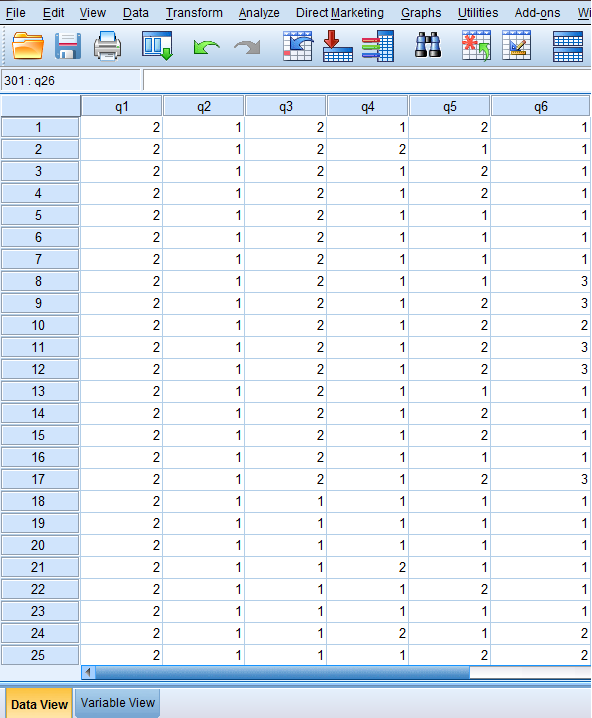 File Edit View Data Transform Analyze Direct Marketing Graphs Utilities Add-ons Wi
301 : q26
q1 q2 q3 q4 q5 q6
1 2 1 2 1 2 1
2 2 1 2 2 1 1
3 2 1 2 1 2 1
4 2 1 2 1 2 1
5 2 1 2 1 1 1
6 2 1 2 1 1 1
7 2 1 2 1 1 1
8 2 1 2 1 1 3
9 2 1 2 1 2 3
10 2 1 2 1 2 2
11 2 1 2 1 2 3
12 2 1 2 1 2 3
13 2 1 2 1 1 1
14 2 1 2 1 2 1
15 2 1 2 1 2 1
16 2 1 2 1 1 1
17 2 1 2 1 2 3
18 2 1 1 1 1 1
19 2 1 1 1 1 1
20 2 1 1 1 1 1
21 2 1 1 2 1 1
22 2 1 1 1 2 1
23 2 1 1 1 1 1
24 2 1 1 2 1 2
25 2 1 1 1 2 2
Data View Variable View